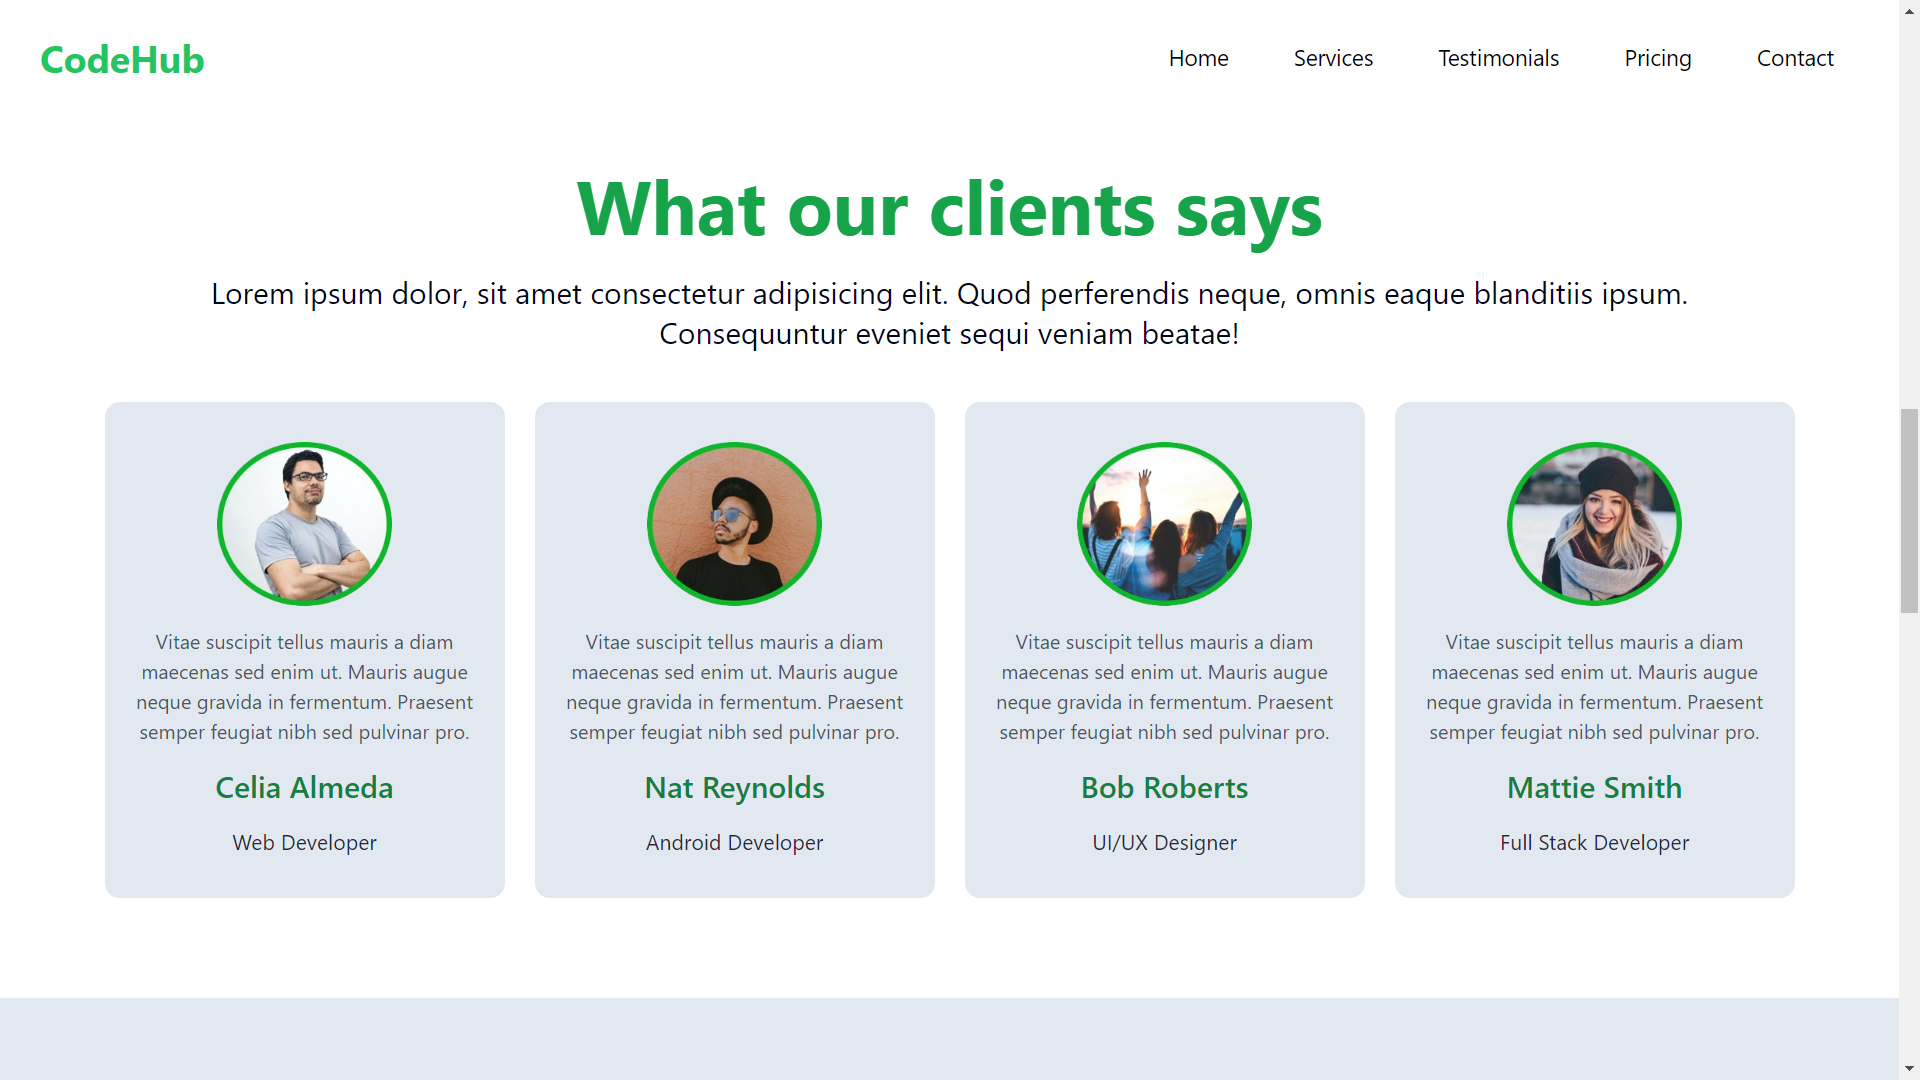 CodeHub
Home
Services
Testimonials
Pricing
Contact
What our clients says
Lorem ipsum dolor, sit amet consectetur adipisicing elit. Quod perferendis neque, omnis eaque blanditiis ipsum.
Consequuntur eveniet sequi veniam beatae!
Vitae suscipit tellus mauris a diam
maecenas sed enim ut. Mauris augue
neque gravida in fermentum. Praesent
semper feugiat nibh sed pulvinar pro.
Celia Almeda
Web Developer
Vitae suscipit tellus mauris a diam
maecenas sed enim ut. Mauris augue
neque gravida in fermentum. Praesent
semper feugiat nibh sed pulvinar pro.
Nat Reynolds
Android Developer
Vitae suscipit tellus mauris a diam
maecenas sed enim ut. Mauris augue
neque gravida in fermentum. Praesent
semper feugiat nibh sed pulvinar pro.
Bob Roberts
UI/UX Designer
Vitae suscipit tellus mauris a diam
maecenas sed enim ut. Mauris augue
neque gravida in fermentum. Praesent
semper feugiat nibh sed pulvinar pro.
Mattie Smith
Full Stack Developer